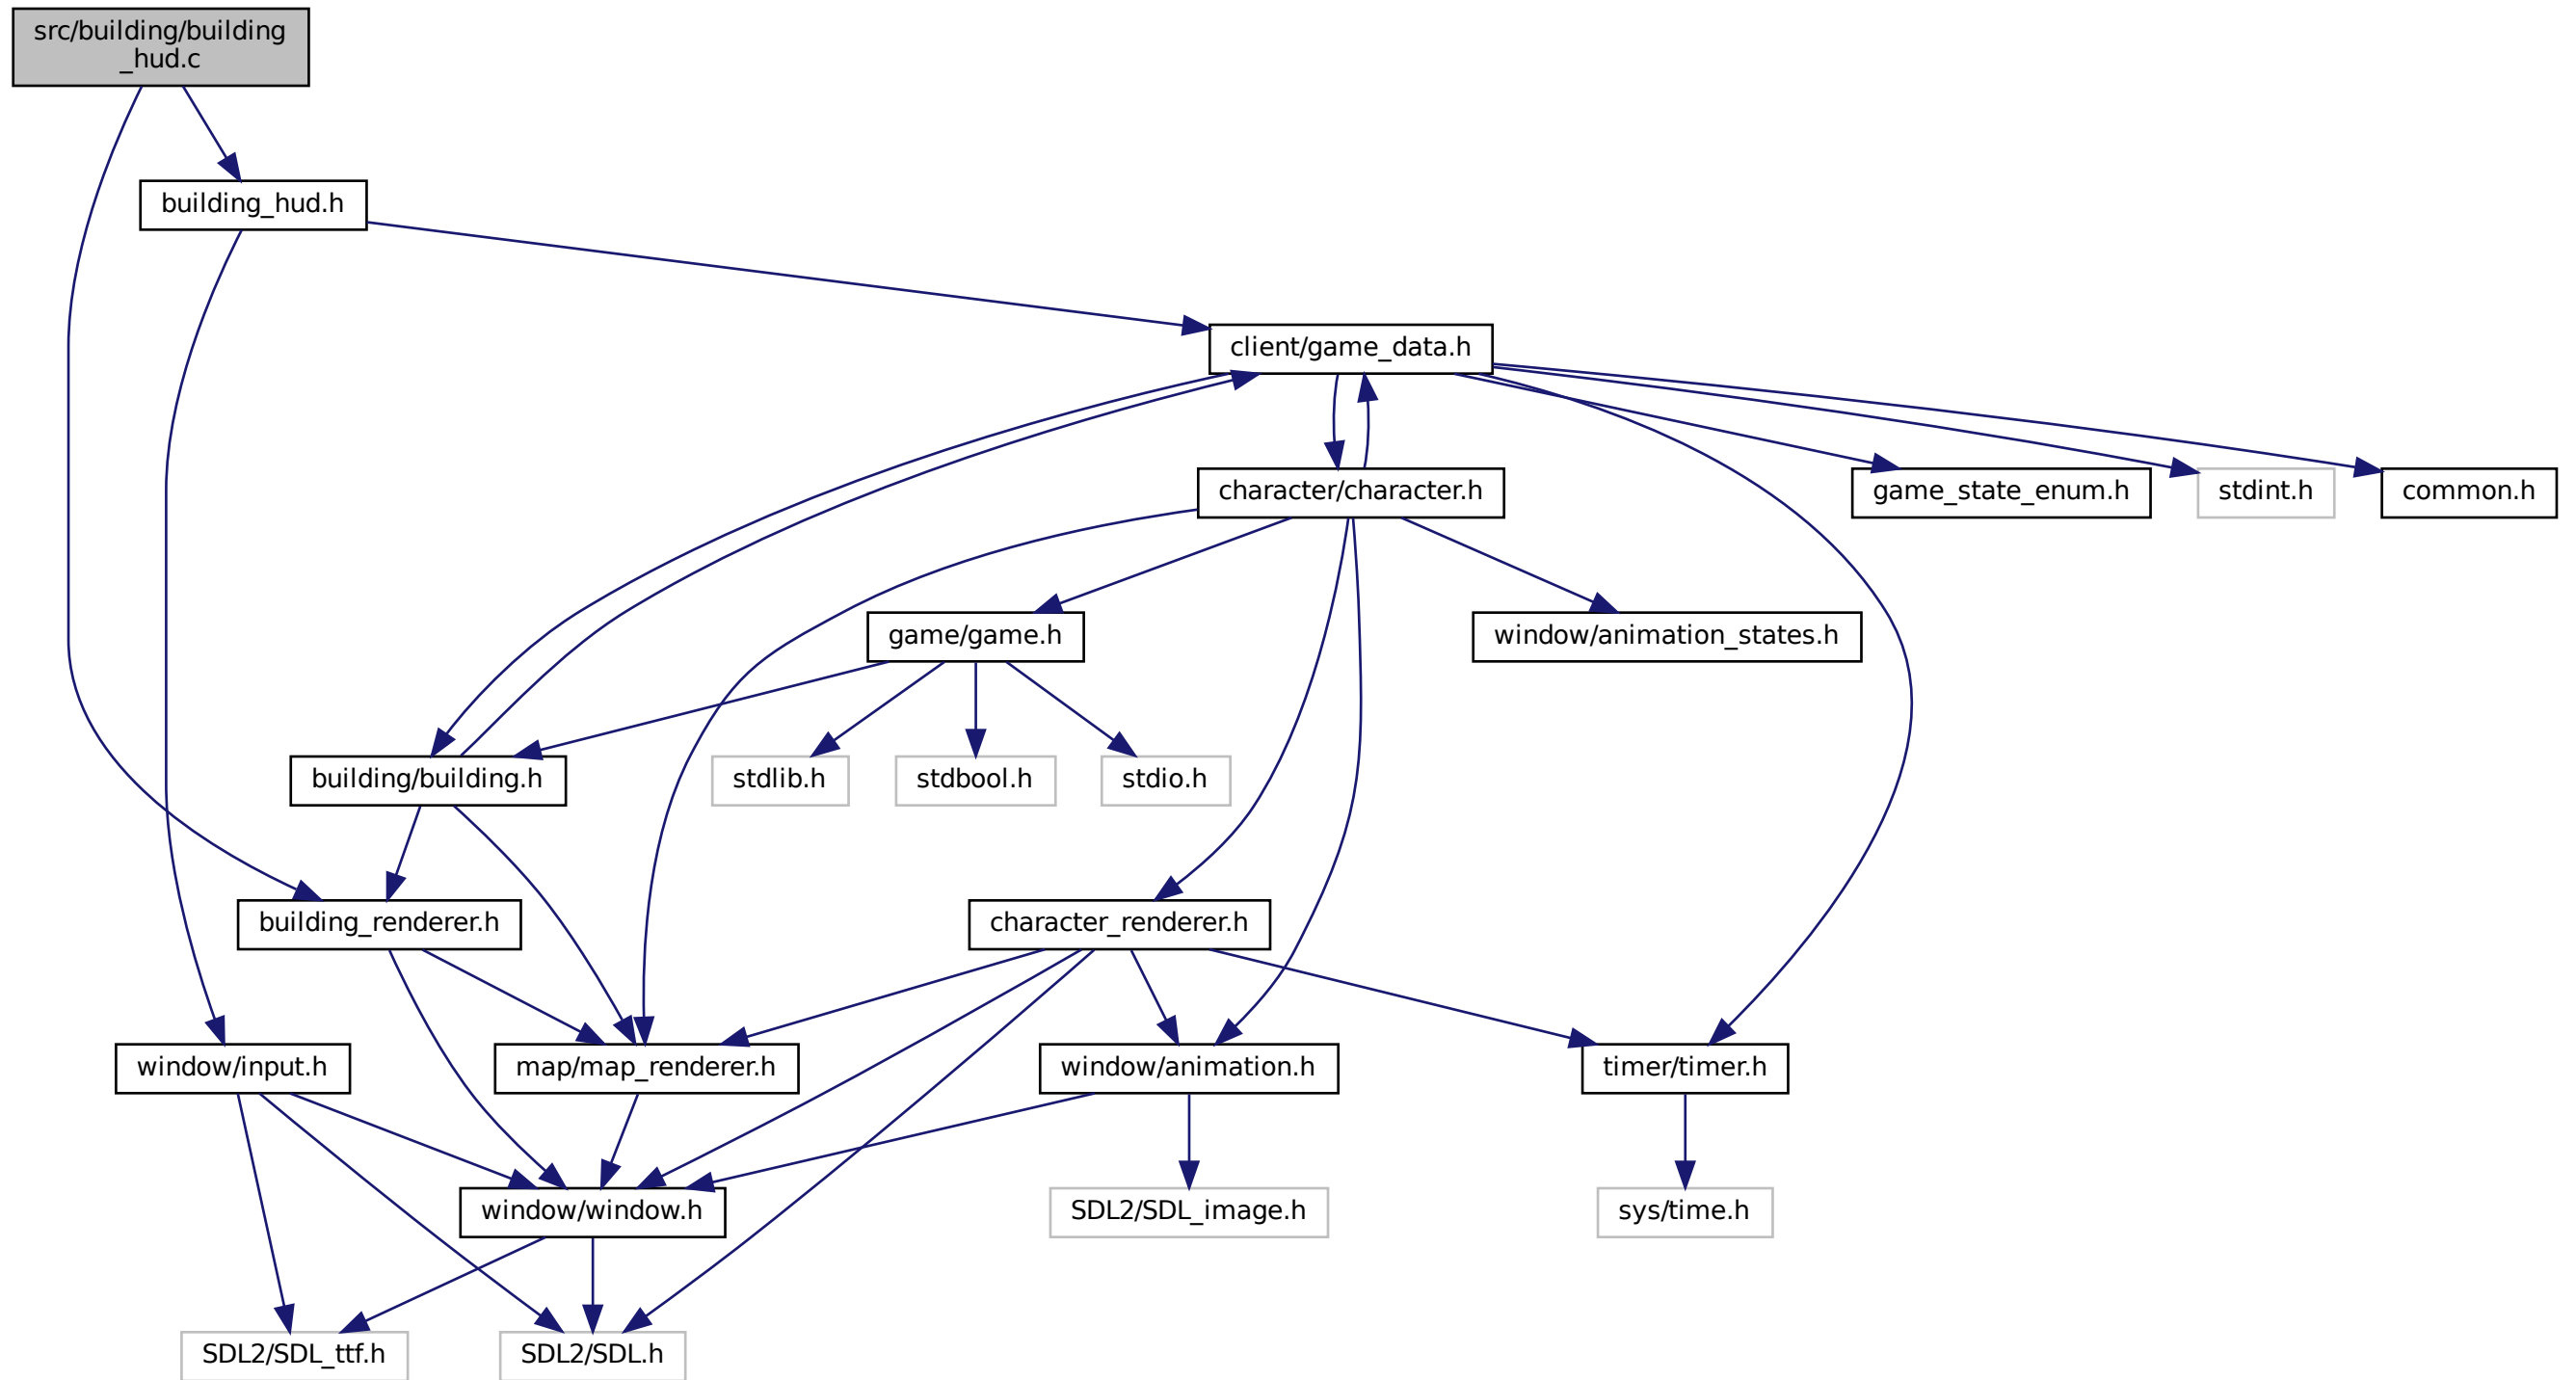 src/building/building
_hud.c
building_hud.h
client/game_data.h
character/character.h
game_state_enum.h
stdint.h
common.h
game/game.h
window/animation_states.h
building/building.h
stdlib.h
stdbool.h
stdio.h
building_renderer.h
character_renderer.h
window/input.h
map/map_renderer.h
window/animation.h
timer/timer.h
window/window.h
SDL2/SDL_image.h
sys/time.h
SDL2/SDL_ttf.h
SDL2/SDL.h